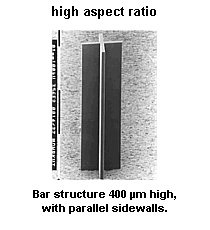 high aspect ratio
Bar structure 400 µm high,
with parallel sidewalls.